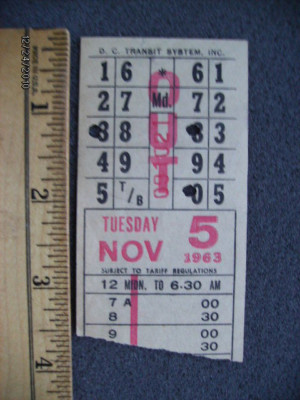 D. C. TRANSIT SYSTEM, INC.
1 6 * 6 1
2 7 Md. 7 2
3 8 8 3
4 9 9 4
5 T/B 0 5
OUT
TUESDAY 5
NOV 1963
SUBJECT TO TARIFF REGULATIONS
12 MDN. TO 6-30 AM
7 A 00
8 30
9 00
30
1
2
3
4